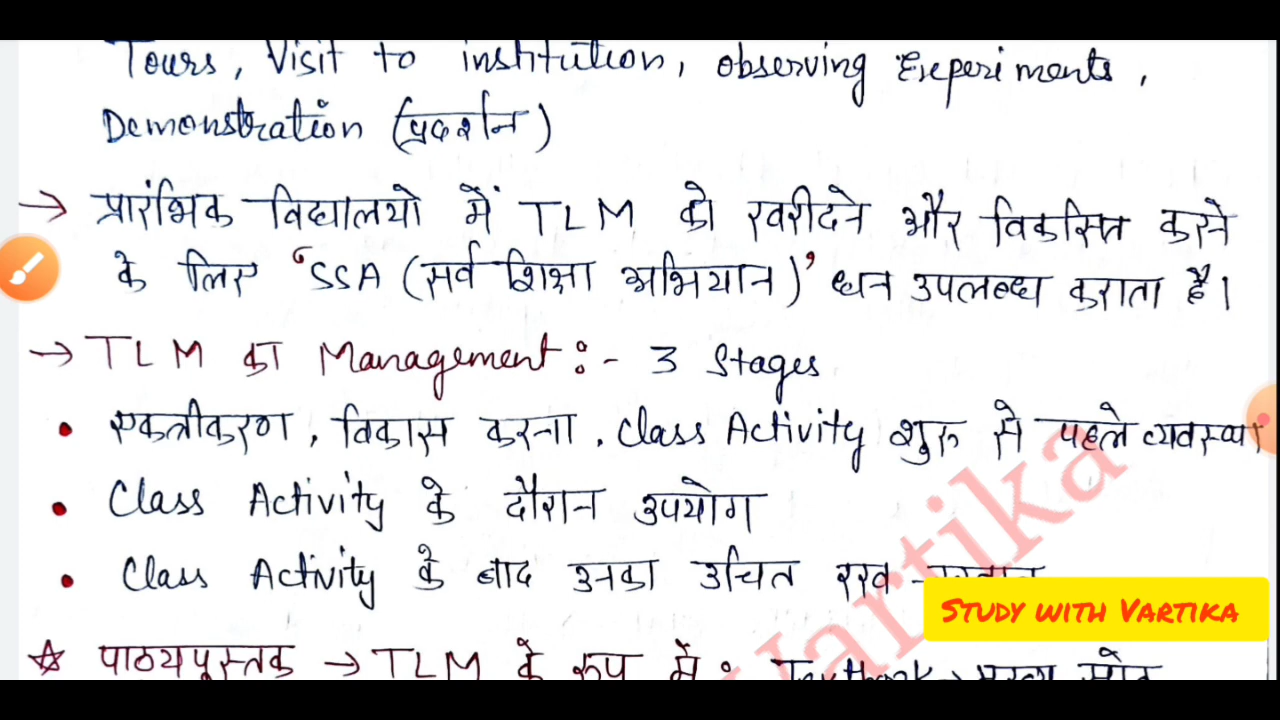 Tours, Visit to institution, observing Experiments,
Demonstration (प्रदर्शन)
→ प्रारंभिक विद्यालयो में TLM को खरीदने और विकसित करने
के लिए 'SSA (सर्व शिक्षा अभियान)' धन उपलब्ध कराता है।
→ TLM का Management :- 3 Stages
• एकत्रीकरण, विकास करना, Class Activity शुरू से पहले व्यवस्था
• Class Activity के दौरान उपयोग
• Class Activity के बाद उनका उचित रख-
STUDY WITH VARTIKA
☆ पाठ्यपुस्तक → TLM के रूप में: Textbook →
Vartika